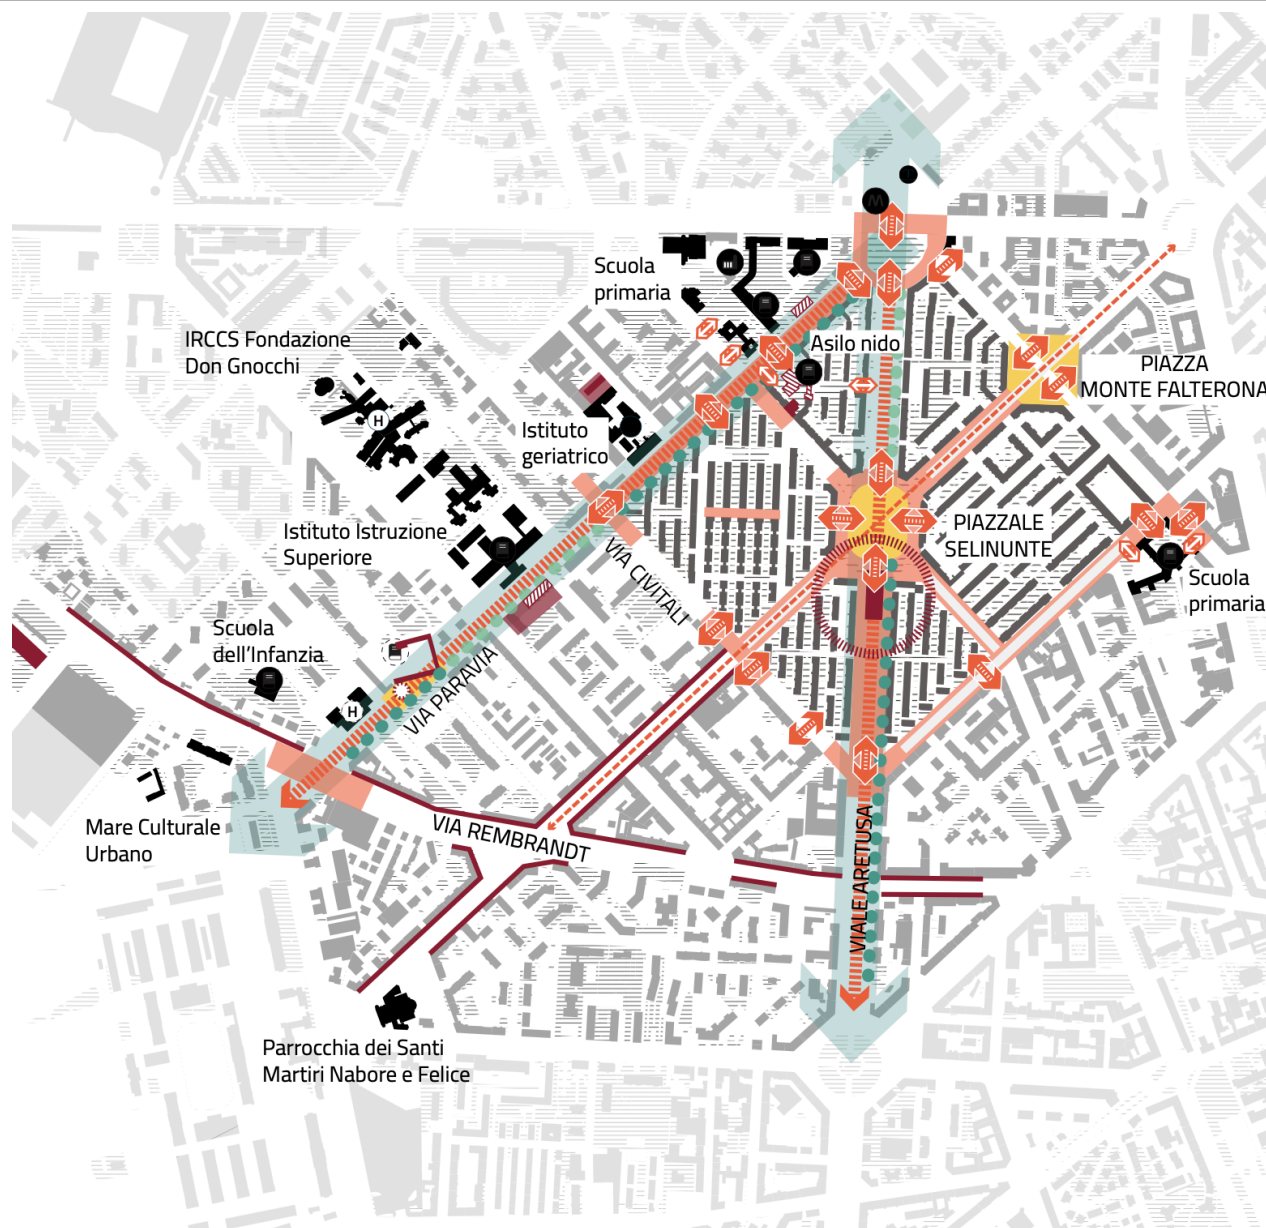 M
Scuola
primaria
IRCCS Fondazione
Don Gnocchi
Asilo nido
PIAZZA
MONTE FALTERONA
H
Istituto
geriatrico
Istituto Istruzione
Superiore
PIAZZALE
SELINUNTE
VIA CIVITALI
Scuola
primaria
Scuola
dell'Infanzia
H
VIA PARAVIA
Mare Culturale
Urbano
VIA REMBRANDT
VIALE ARETUSA
Parrocchia dei Santi
Martiri Nabore e Felice